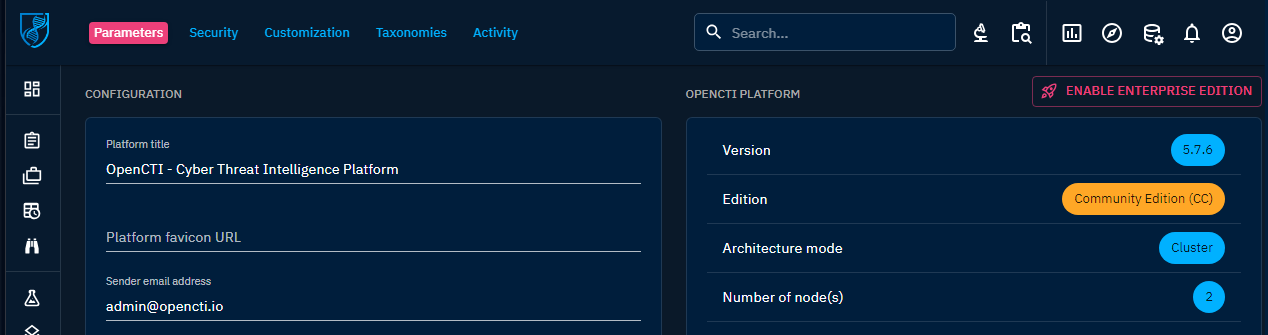 Parameters Security Customization Taxonomies Activity Search...
CONFIGURATION
Platform title
OpenCTI - Cyber Threat Intelligence Platform
Platform favicon URL
Sender email address
admin@opencti.io
OPENCTI PLATFORM
ENABLE ENTERPRISE EDITION
Version 5.7.6
Edition Community Edition (CC)
Architecture mode Cluster
Number of node(s) 2